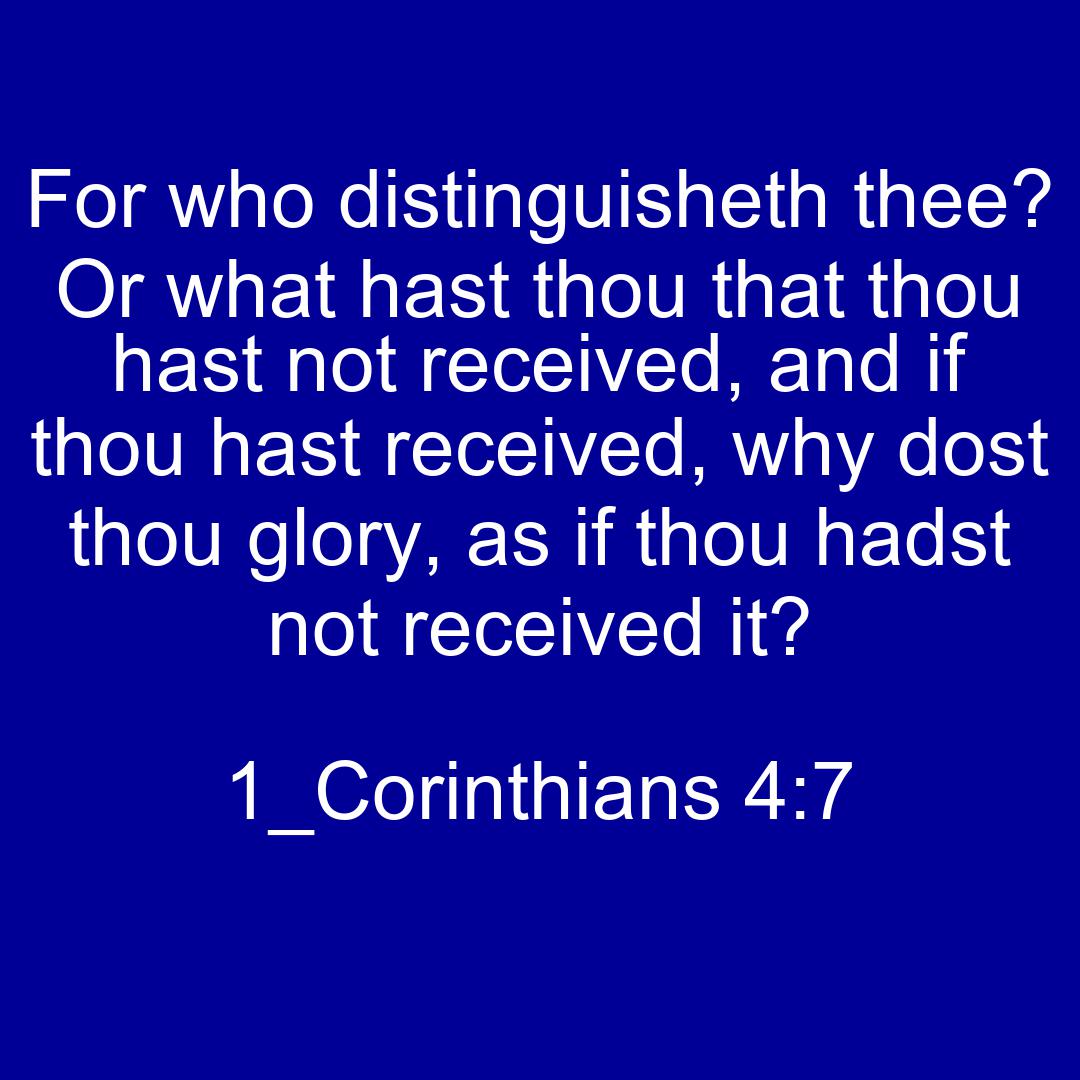 For who distinguisheth thee?
Or what hast thou that thou
hast not received, and if
thou hast received, why dost
thou glory, as if thou hadst
not received it?
1_Corinthians 4:7